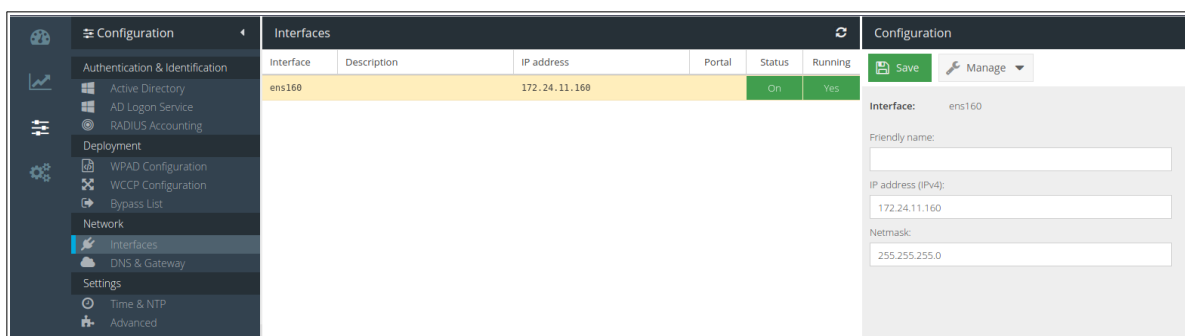 Configuration
Authentication & Identification
Active Directory
AD Logon Service
RADIUS Accounting
Deployment
WPAD Configuration
WCCP Configuration
Bypass List
Network
Interfaces
DNS & Gateway
Settings
Time & NTP
Advanced
Interfaces
Interface Description IP address Portal Status Running
ens160 172.24.11.160 On Yes
Configuration
Save Manage
Interface: ens160
Friendly name:
IP address (IPv4):
172.24.11.160
Netmask:
255.255.255.0